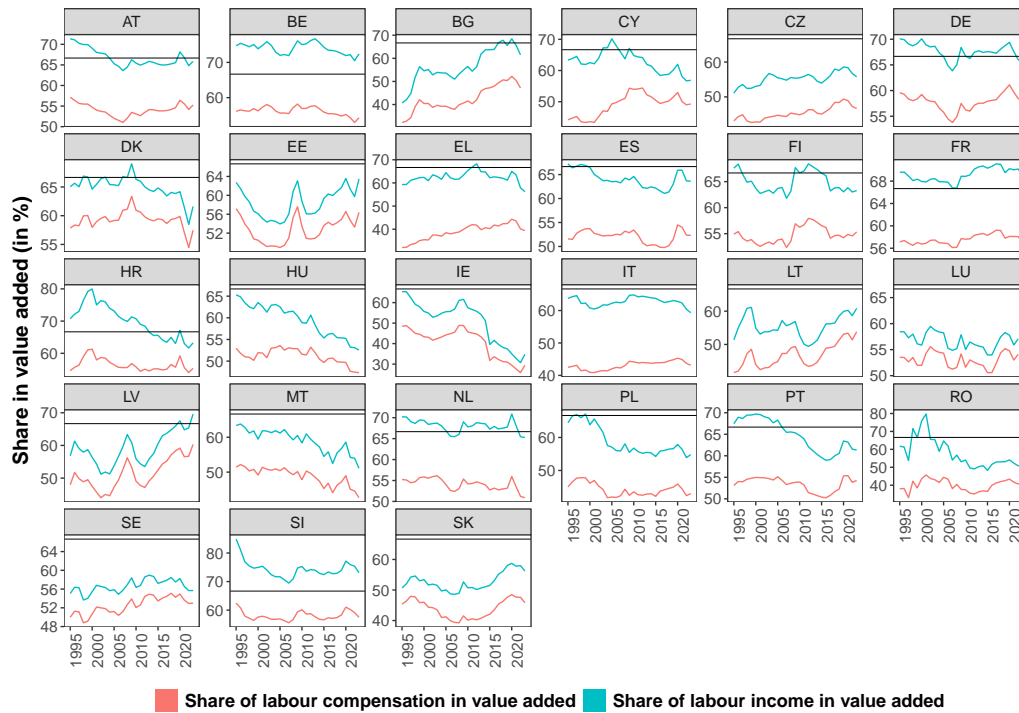 AT BE BG CY CZ DE
70 65 60 55 50
70 60
70 60 50 40
70 60 50
60 50
70 65 60 55
DK EE EL ES FI FR
65 60 55
64 60 56 52
70 60 50 40
65 60 55 50
65 60 55
68 64 60 56
HR HU IE IT LT LU
80 70 60
65 60 55 50
60 50 40 30
60 50 40
60 50
65 60 55 50
LV MT NL PL PT RO
70 60 50
60 50
70 65 60 55 50
60 50
70 65 60 55 50
80 60 40
SE SI SK
64 60 56 52 48
80 70 60
60 50 40
1995 2000 2005 2010 2015 2020
1995 2000 2005 2010 2015 2020
1995 2000 2005 2010 2015 2020
1995 2000 2005 2010 2015 2020
1995 2000 2005 2010 2015 2020
1995 2000 2005 2010 2015 2020
Share in value added (in %)
Share of labour compensation in value added Share of labour income in value added